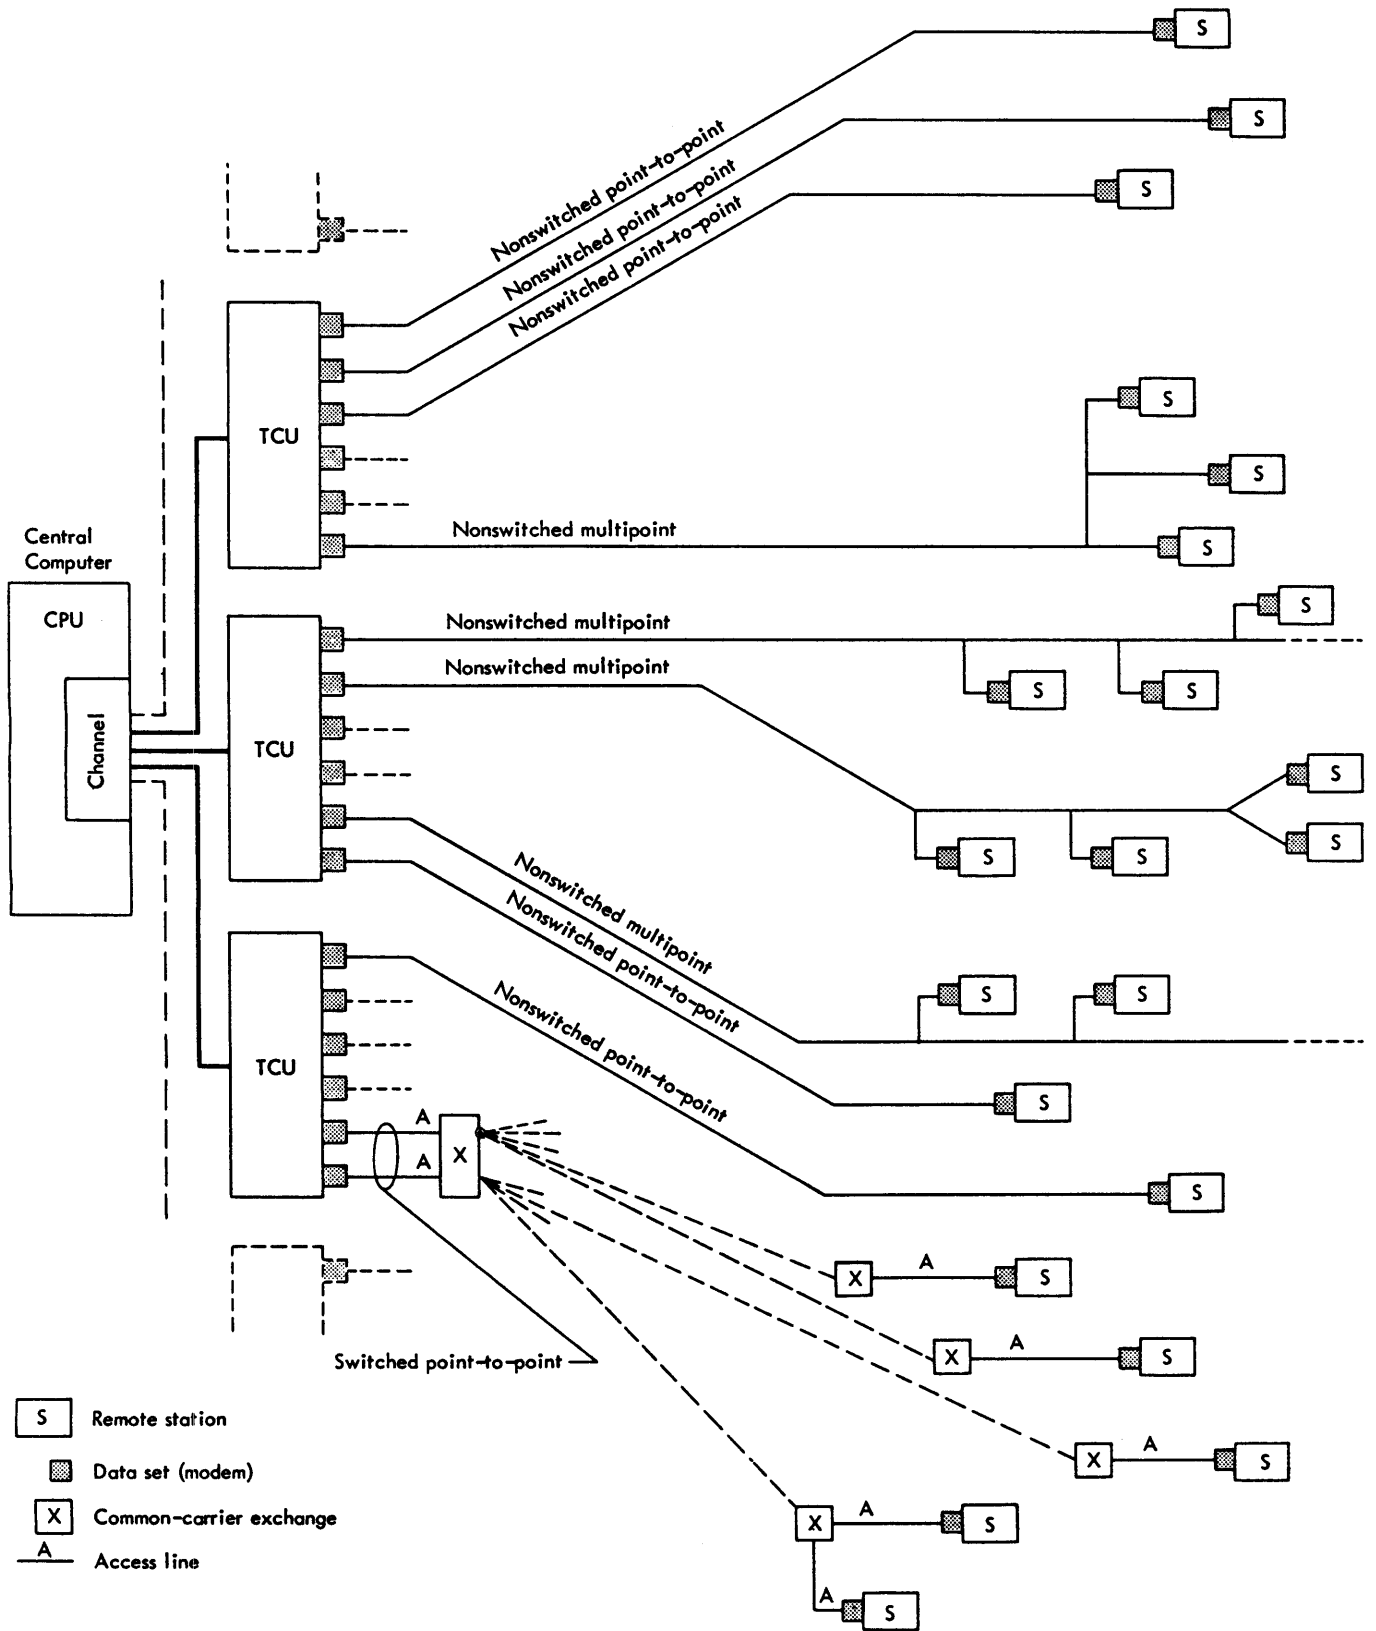 S
S
Nonswitched point-to-point
Nonswitched point-to-point
Nonswitched point-to-point
S
TCU
S
S
Nonswitched multipoint
S
Central
Computer
CPU
Channel
TCU
Nonswitched multipoint
S
Nonswitched multipoint
S
S
S
S
S
S
Nonswitched multipoint
Nonswitched point-to-point
S
S
TCU
Nonswitched point-to-point
S
A
A
X
S
X
A
S
X
A
S
Switched point-to-point
X
A
S
X
A
S
A
S
S
Remote station
Data set (modem)
X
Common-carrier exchange
A
Access line